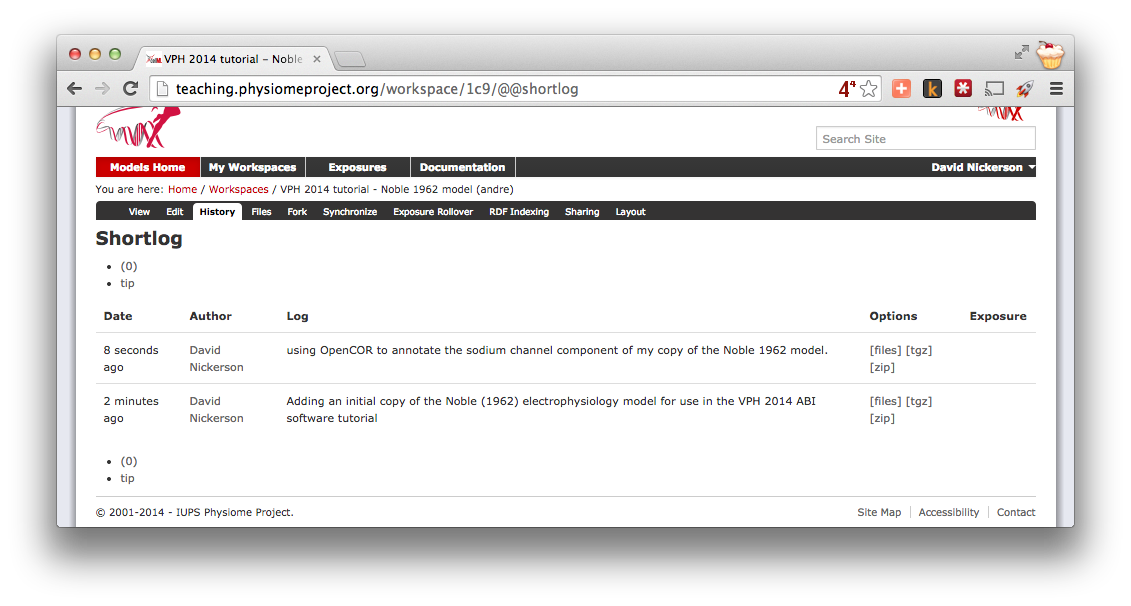 VPH 2014 tutorial – Noble
teaching.physiomeproject.org/workspace/1c9/@@shortlog
4⁴
k
Search Site
Models Home My Workspaces Exposures Documentation David Nickerson
You are here: Home / Workspaces / VPH 2014 tutorial - Noble 1962 model (andre)
View Edit History Files Fork Synchronize Exposure Rollover RDF Indexing Sharing Layout
Shortlog
(0)
tip
Date Author Log Options Exposure
8 seconds David using OpenCOR to annotate the sodium channel component of my copy of the Noble 1962 model. [files] [tgz]
ago Nickerson [zip]
2 minutes David Adding an initial copy of the Noble (1962) electrophysiology model for use in the VPH 2014 ABI [files] [tgz]
ago Nickerson software tutorial [zip]
(0)
tip
© 2001-2014 - IUPS Physiome Project. Site Map Accessibility Contact